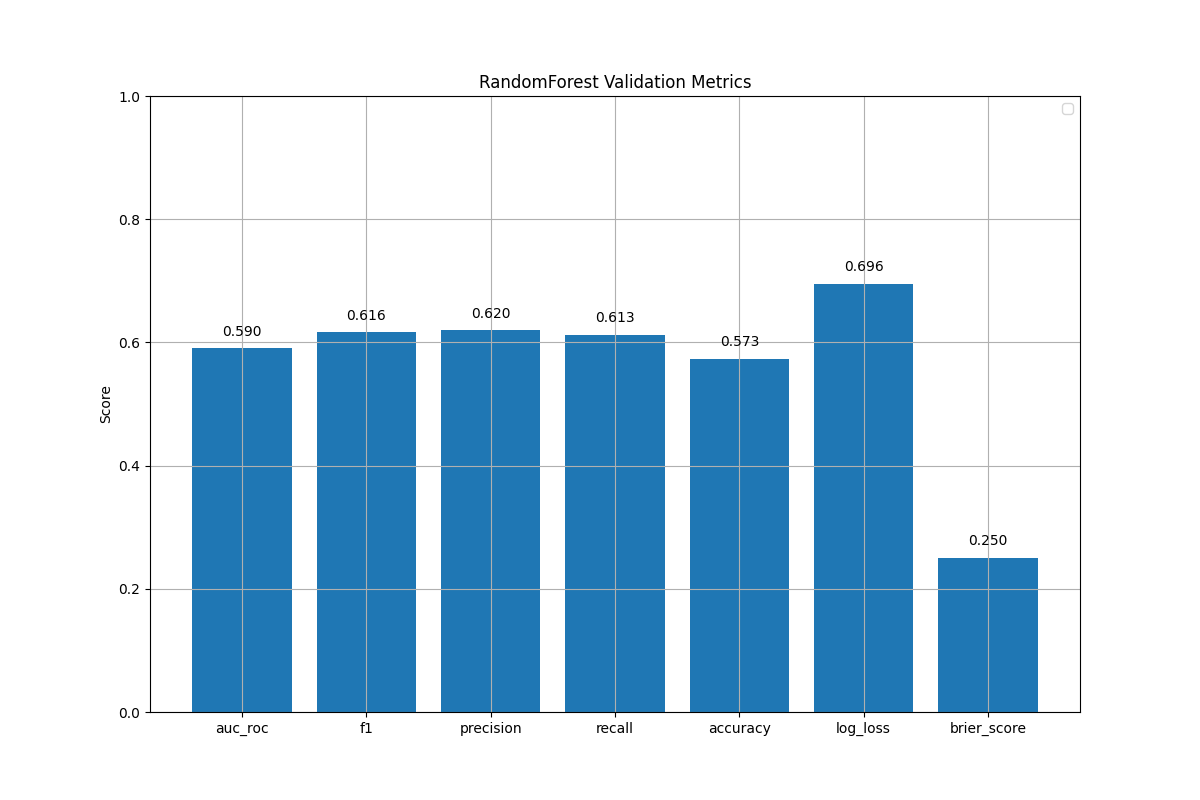 RandomForest Validation Metrics
1.0
0.8
0.6
0.4
0.2
0.0
Score
0.590
0.616
0.620
0.613
0.573
0.696
0.250
auc_roc
f1
precision
recall
accuracy
log_loss
brier_score